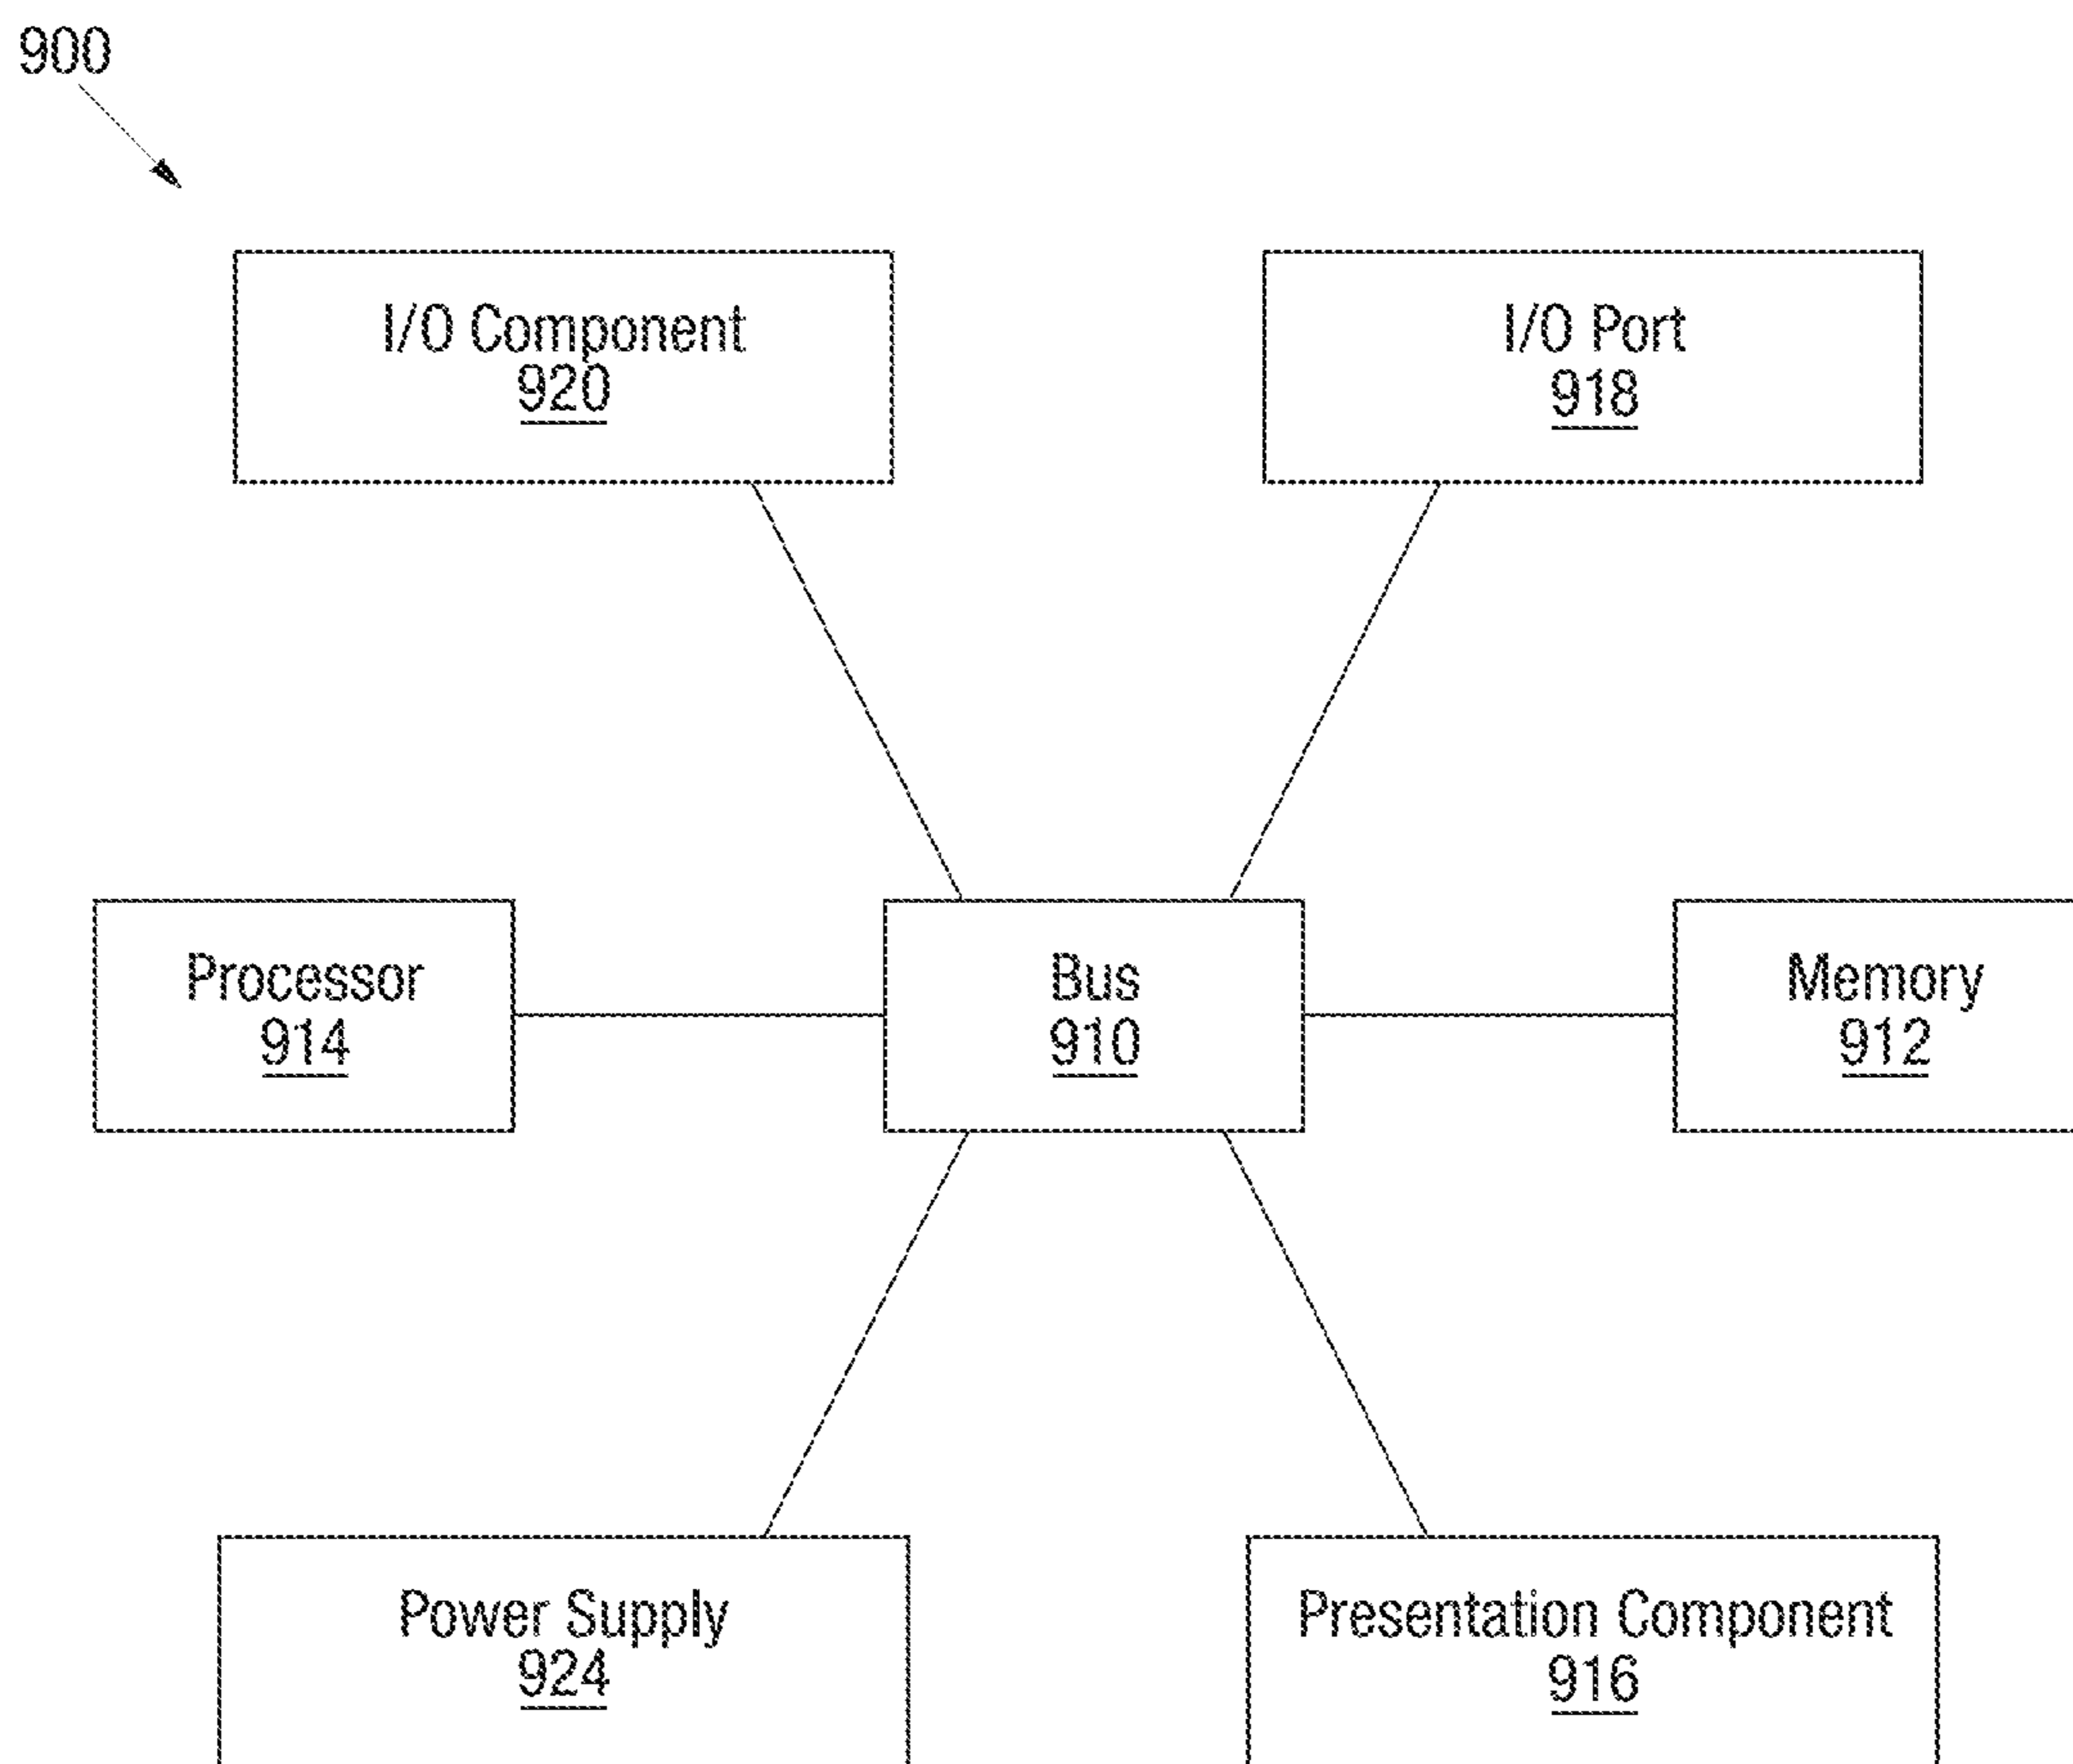 900
I/O Component
920
I/O Port
918
Processor
914
Bus
910
Memory
912
Power Supply
924
Presentation Component
916